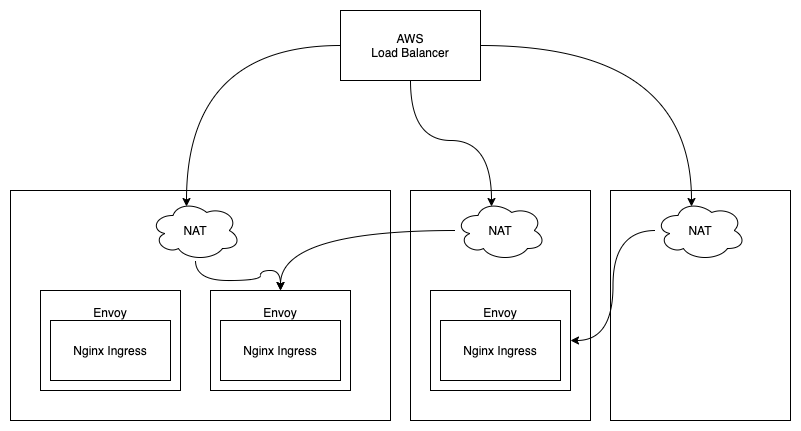 AWS
Load Balancer
NAT
NAT
NAT
Envoy
Envoy
Envoy
Nginx Ingress
Nginx Ingress
Nginx Ingress